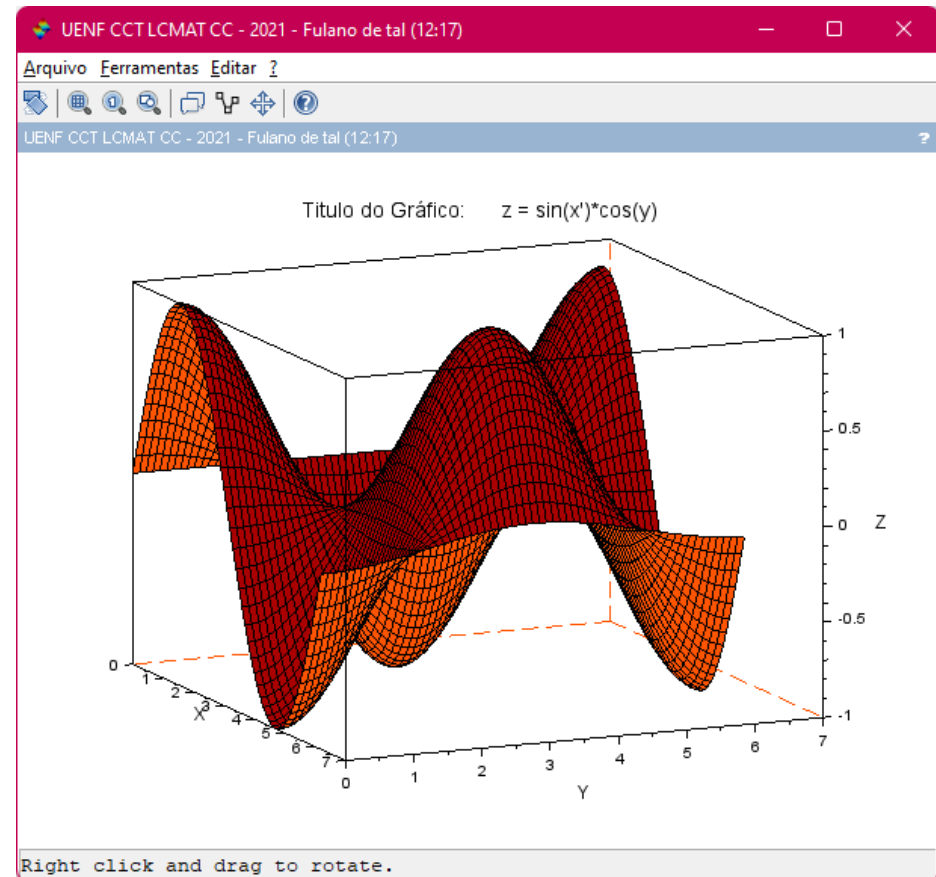 UENF CCT LCMAT CC - 2021 - Fulano de tal (12:17)
Arquivo Ferramentas Editar ?
UENF CCT LCMAT CC - 2021 - Fulano de tal (12:17) ?
Titulo do Gráfico: z = sin(x')*cos(y)
1
0.5
0
Z
-0.5
-1
0
1
2
3
X
4
5
6
7
0
1
2
3
4
5
6
7
Y
Right click and drag to rotate.